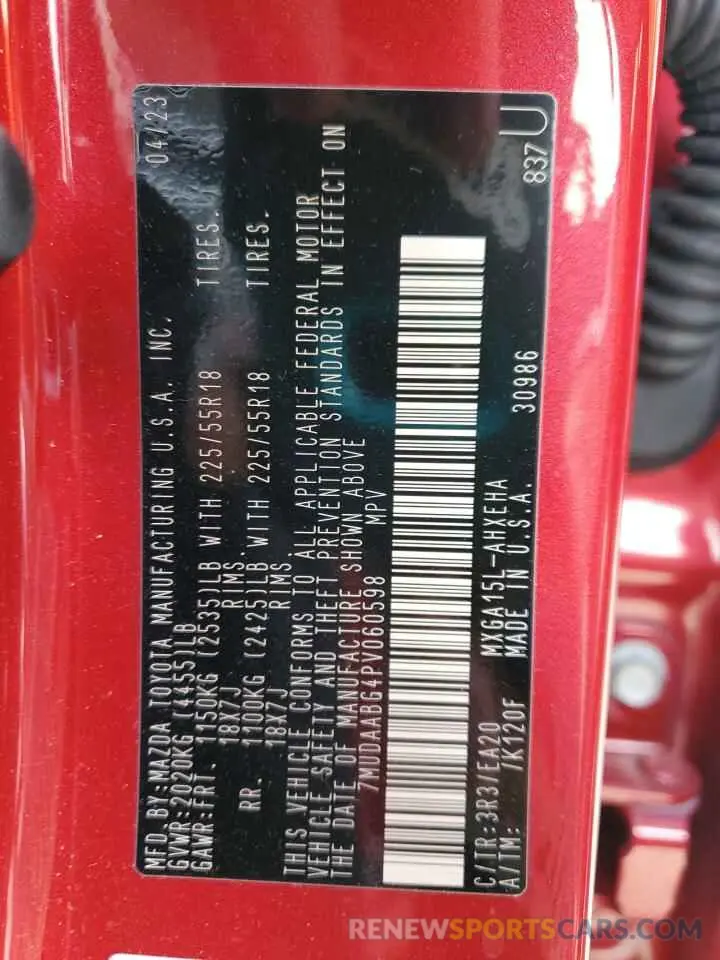 MFD. BY:MAZDA TOYOTA MANUFACTURING U.S.A. INC. 04/23
GVWR:2020KG (4455)LB
GAWR:FRT. 1150KG (2535)LB WITH 225/55R18 TIRES.
18X7J RIMS.
RR. 1100KG (2425)LB WITH 225/55R18 TIRES.
18X7J RIMS.
THIS VEHICLE CONFORMS TO ALL APPLICABLE FEDERAL MOTOR
VEHICLE SAFETY AND THEFT PREVENTION STANDARDS IN EFFECT ON
THE DATE OF MANUFACTURE SHOWN ABOVE
7MUDAABG4PV060598 MPV
C/TR:3R3/EA20 MXGA15L-AHXEHA 30986 837 U
A/TM: /K120F MADE IN U.S.A.
RENEWSPORTSCARS.COM